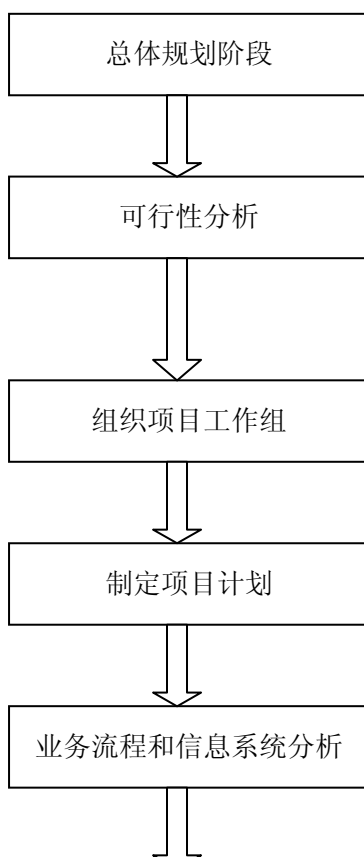 总体规划阶段
可行性分析
组织项目工作组
制定项目计划
业务流程和信息系统分析